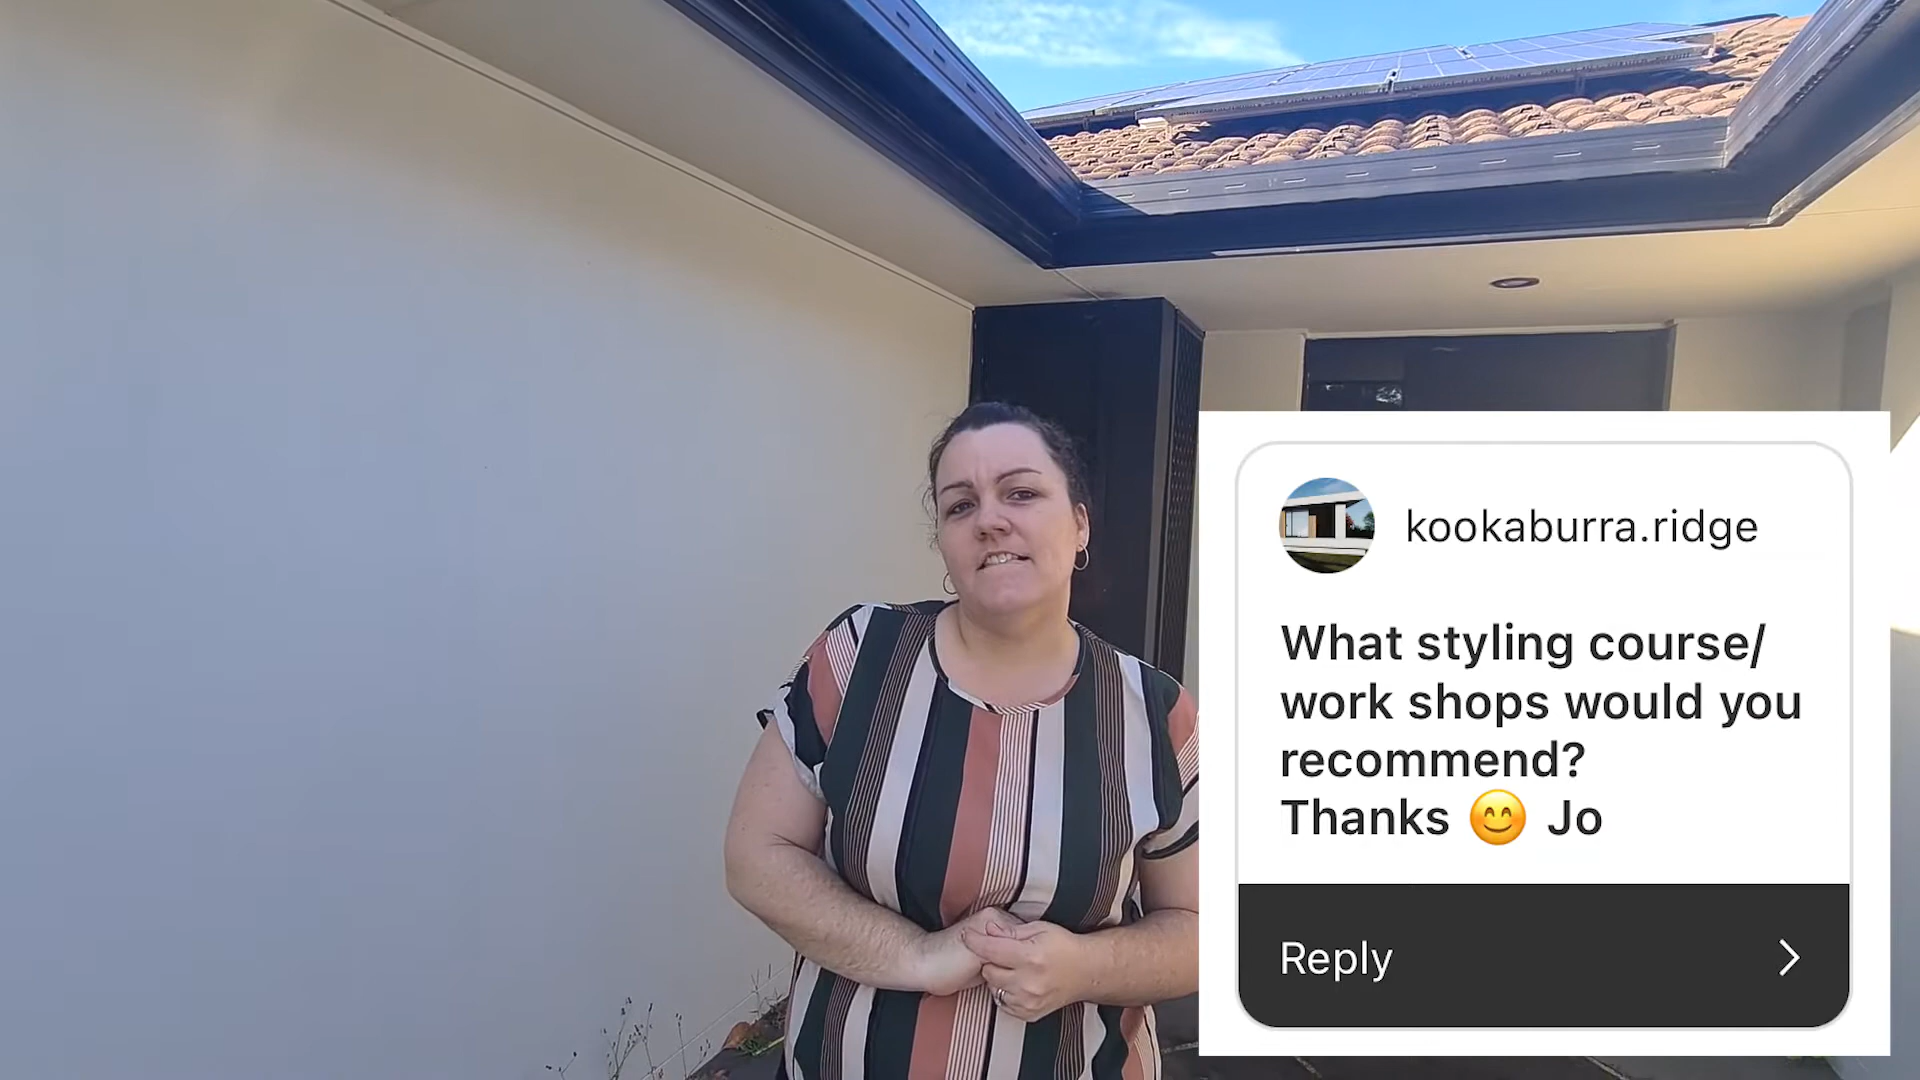 kookaburra.ridge
What styling course/
work shops would you
recommend?
Thanks 😊 Jo
Reply